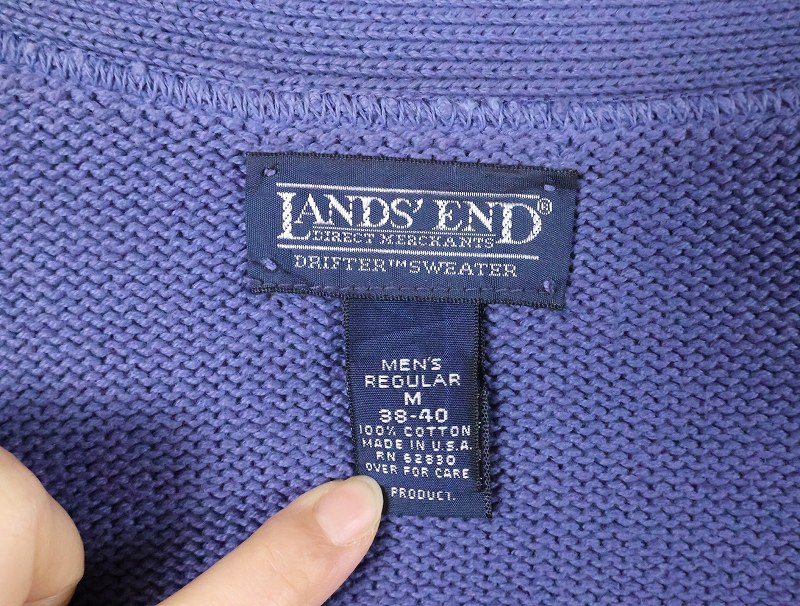 LANDS' END®
DIRECT MERCHANTS
DRIFTER™ SWEATER
MEN'S
REGULAR
M
38-40
100% COTTON
MADE IN U.S.A.
RN 62830
OVER FOR CARE
PRODUCT.